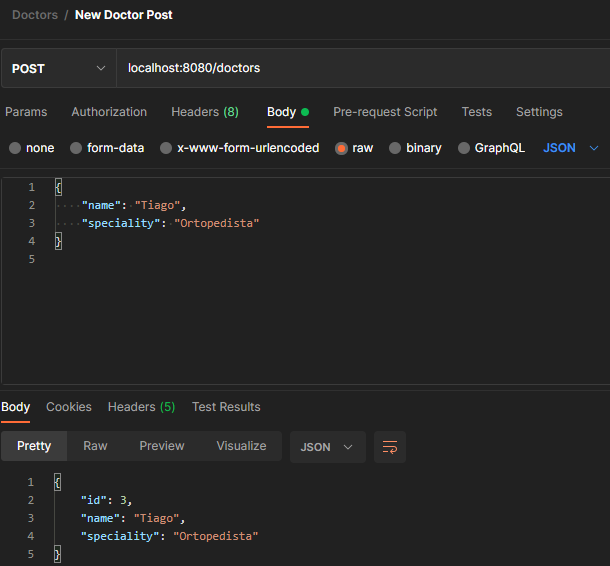 Doctors / New Doctor Post
POST localhost:8080/doctors
Params Authorization Headers (8) Body Pre-request Script Tests Settings
none form-data x-www-form-urlencoded raw binary GraphQL JSON
1 {
2 "name": "Tiago",
3 "speciality": "Ortopedista"
4 }
5
Body Cookies Headers (5) Test Results
Pretty Raw Preview Visualize JSON
1 {
2 "id": 3,
3 "name": "Tiago",
4 "speciality": "Ortopedista"
5 }